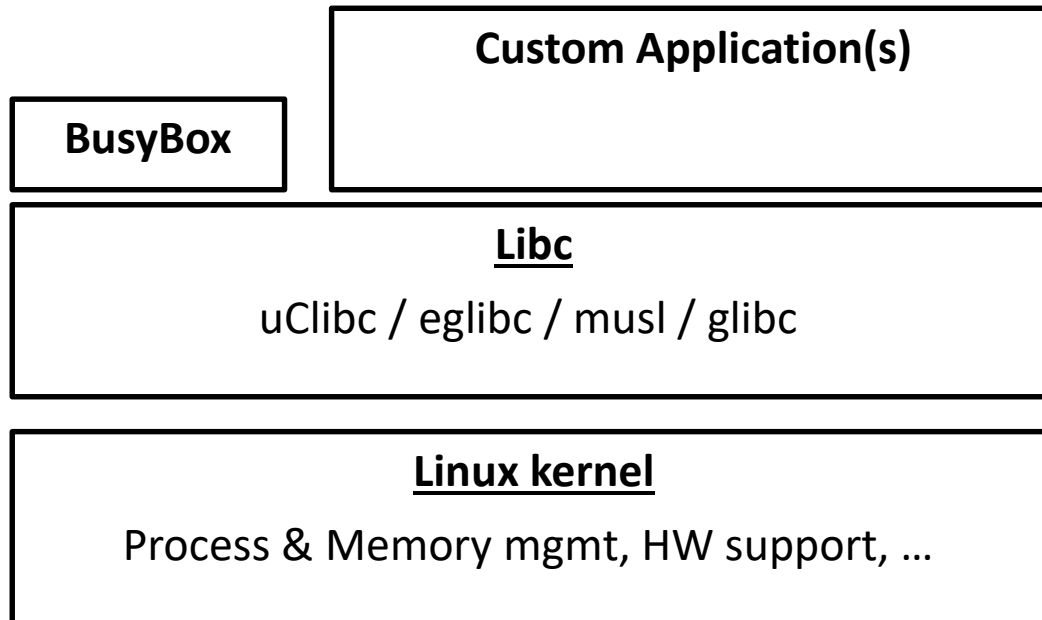 Custom Application(s)
BusyBox
Libc
uClibc / eglibc / musl / glibc
Linux kernel
Process & Memory mgmt, HW support, …